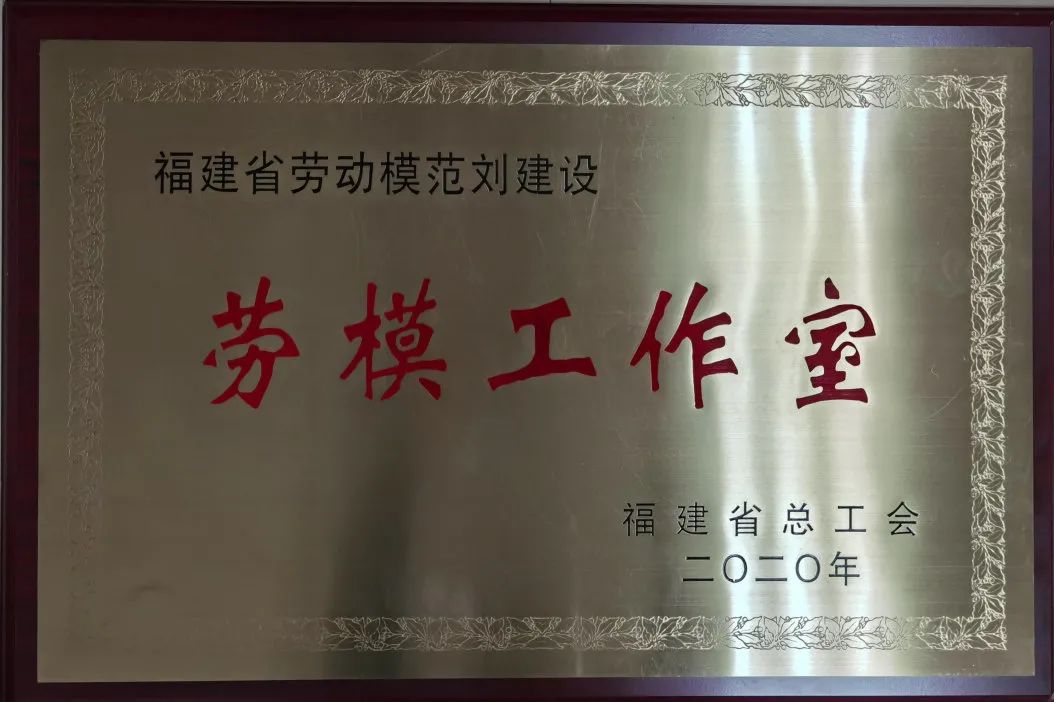 福建省劳动模范刘建设
劳模工作室
福建省总工会
二〇二〇年